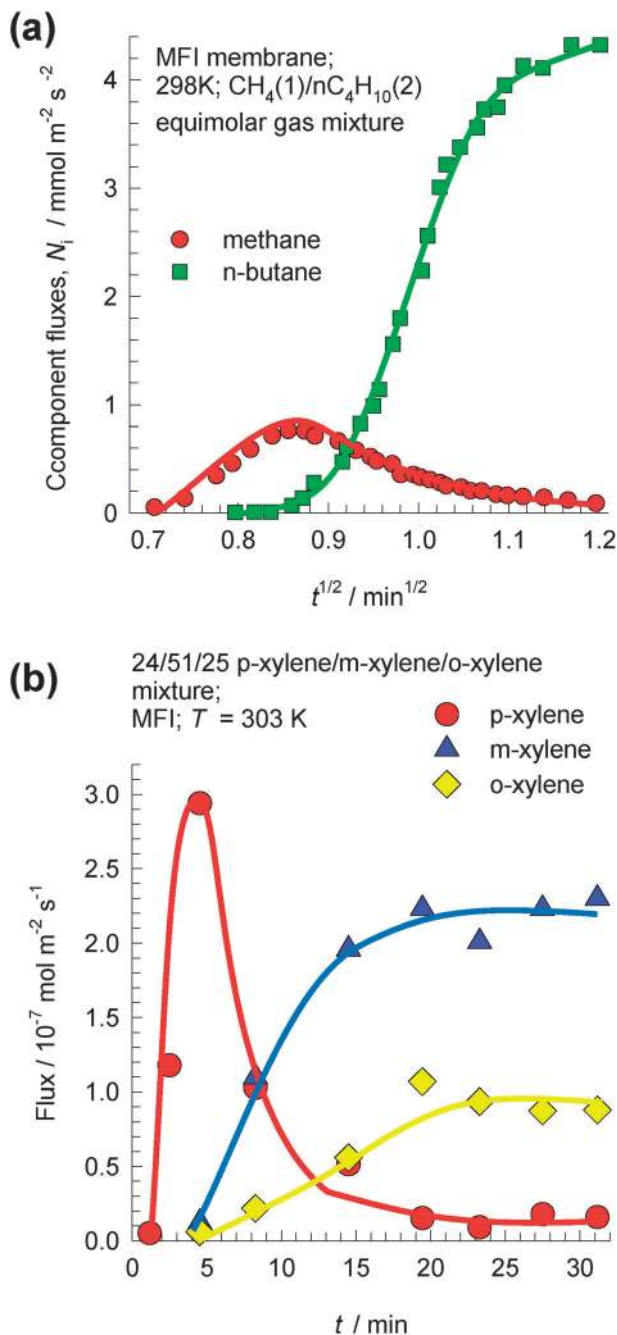 (a)
MFI membrane;
298K; CH4(1)/nC4H10(2)
equimolar gas mixture
methane
n-butane
Ccomponent fluxes, Ni / mmol m-2 s-2
4
3
2
1
0
0.7 0.8 0.9 1.0 1.1 1.2
t1/2 / min1/2
(b)
24/51/25 p-xylene/m-xylene/o-xylene
mixture;
MFI; T = 303 K
p-xylene
m-xylene
o-xylene
Flux / 10-7 mol m-2 s-1
3.0
2.5
2.0
1.5
1.0
0.5
0.0
0 5 10 15 20 25 30
t / min